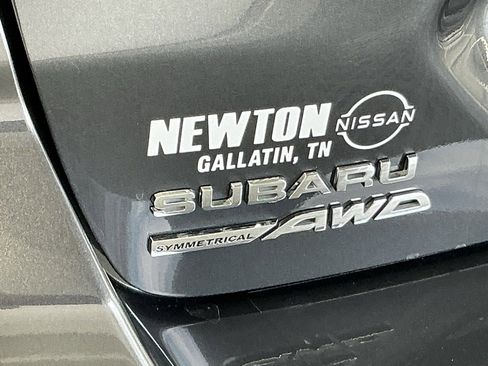 NEWTON NISSAN
GALLATIN, TN
SUBARU
SYMMETRICAL AWD